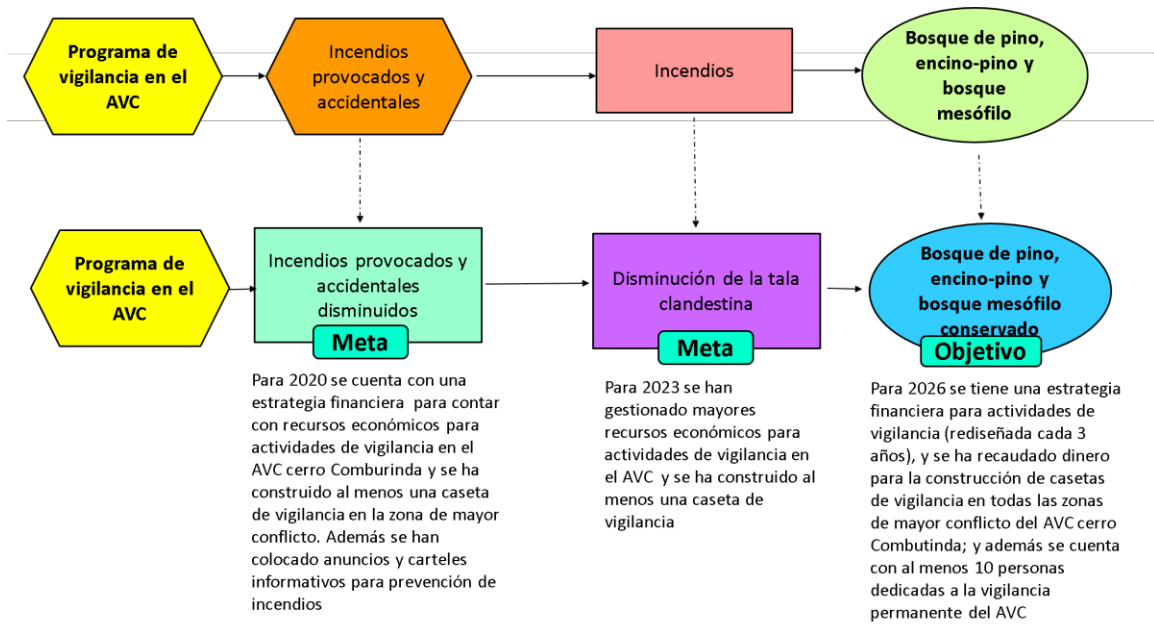 Programa de
vigilancia en el
AVC
Incendios
provocados y
accidentales
Incendios
Bosque de pino,
encino-pino y
bosque
mesófilo
Programa de
vigilancia en el
AVC
Incendios provocados y
accidentales
disminuidos
Meta
Disminución de la tala
clandestina
Meta
Bosque de pino,
encino-pino y
bosque mesófilo
conservado
Objetivo
Para 2020 se cuenta con una
estrategia financiera para contar
con recursos económicos para
actividades de vigilancia en el
AVC cerro Comburinda y se ha
construido al menos una caseta
de vigilancia en la zona de mayor
conflicto. Además se han
colocado anuncios y carteles
informativos para prevención de
incendios
Para 2023 se han
gestionado mayores
recursos económicos para
actividades de vigilancia en
el AVC y se ha construido al
menos una caseta de
vigilancia
Para 2026 se tiene una estrategia
financiera para actividades de
vigilancia (rediseñada cada 3
años), y se ha recaudado dinero
para la construcción de casetas
de vigilancia en todas las zonas
de mayor conflicto del AVC cerro
Combutinda; y además se cuenta
con al menos 10 personas
dedicadas a la vigilancia
permanente del AVC